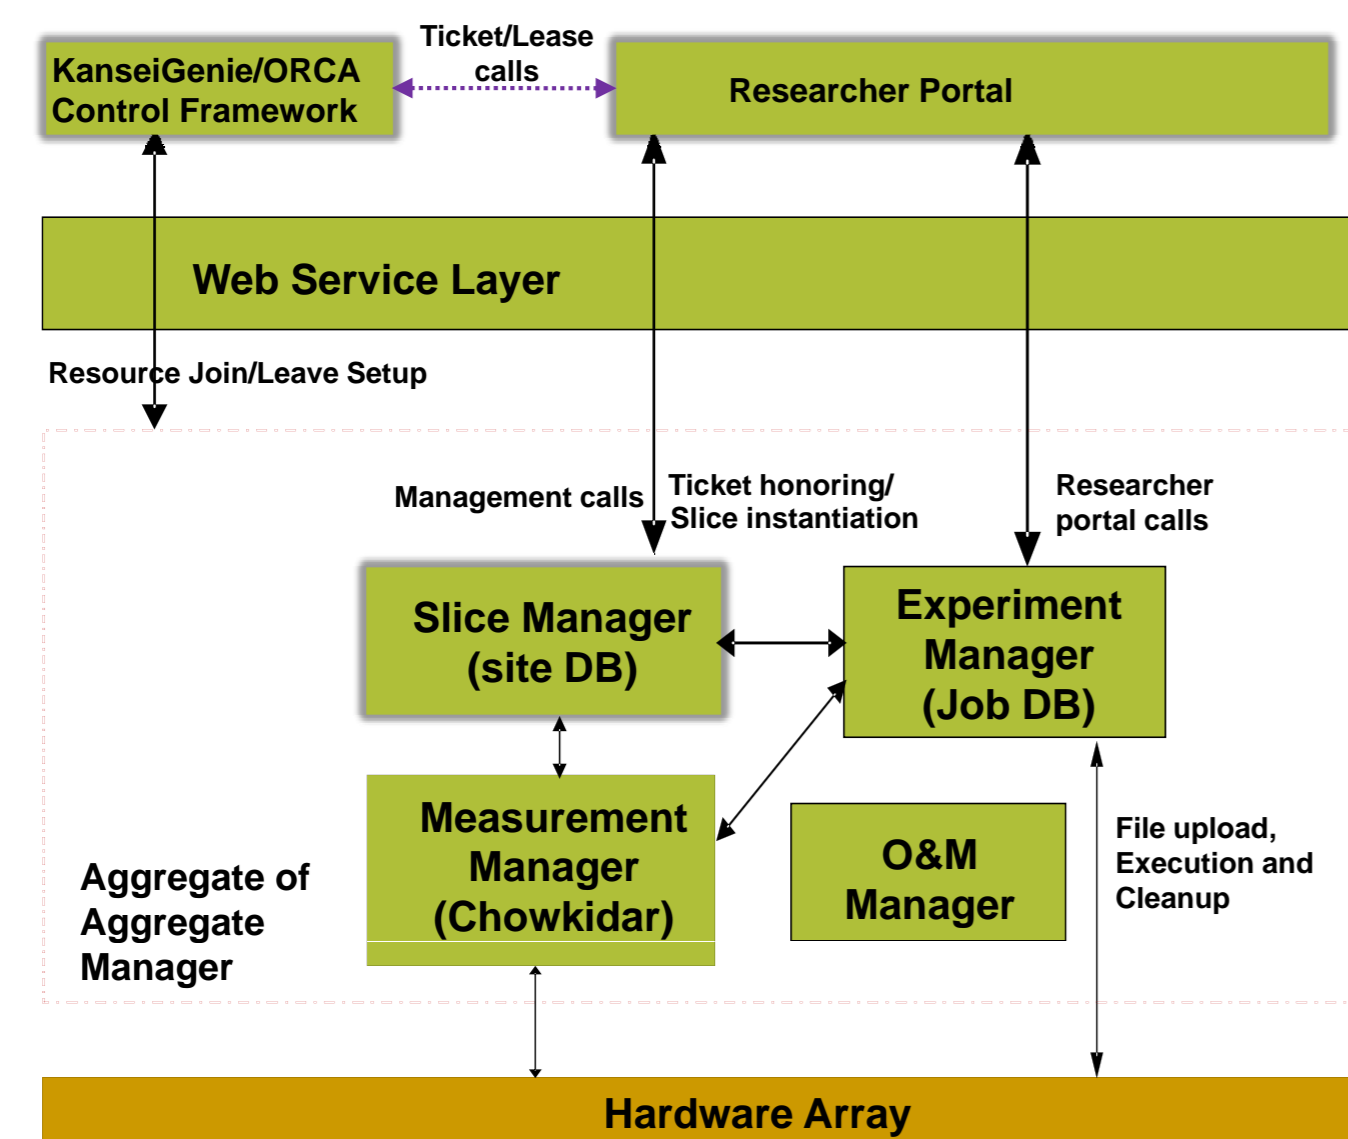 Ticket/Lease
calls
KanseiGenie/ORCA
Control Framework
Researcher Portal
Web Service Layer
Resource Join/Leave Setup
Management calls
Ticket honoring/
Slice instantiation
Researcher
portal calls
Slice Manager
(site DB)
Experiment
Manager
(Job DB)
Measurement
Manager
(Chowkidar)
O&M
Manager
File upload,
Execution and
Cleanup
Aggregate of
Aggregate
Manager
Hardware Array